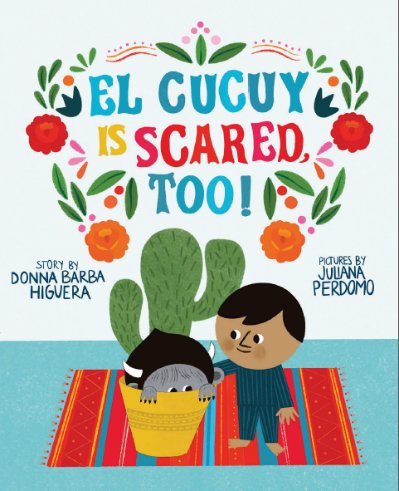 EL CUCUY
IS SCARED,
TOO!
STORY BY
DONNA BARBA
HIGUERA
PICTURES BY
JULIANA
PERDOMO